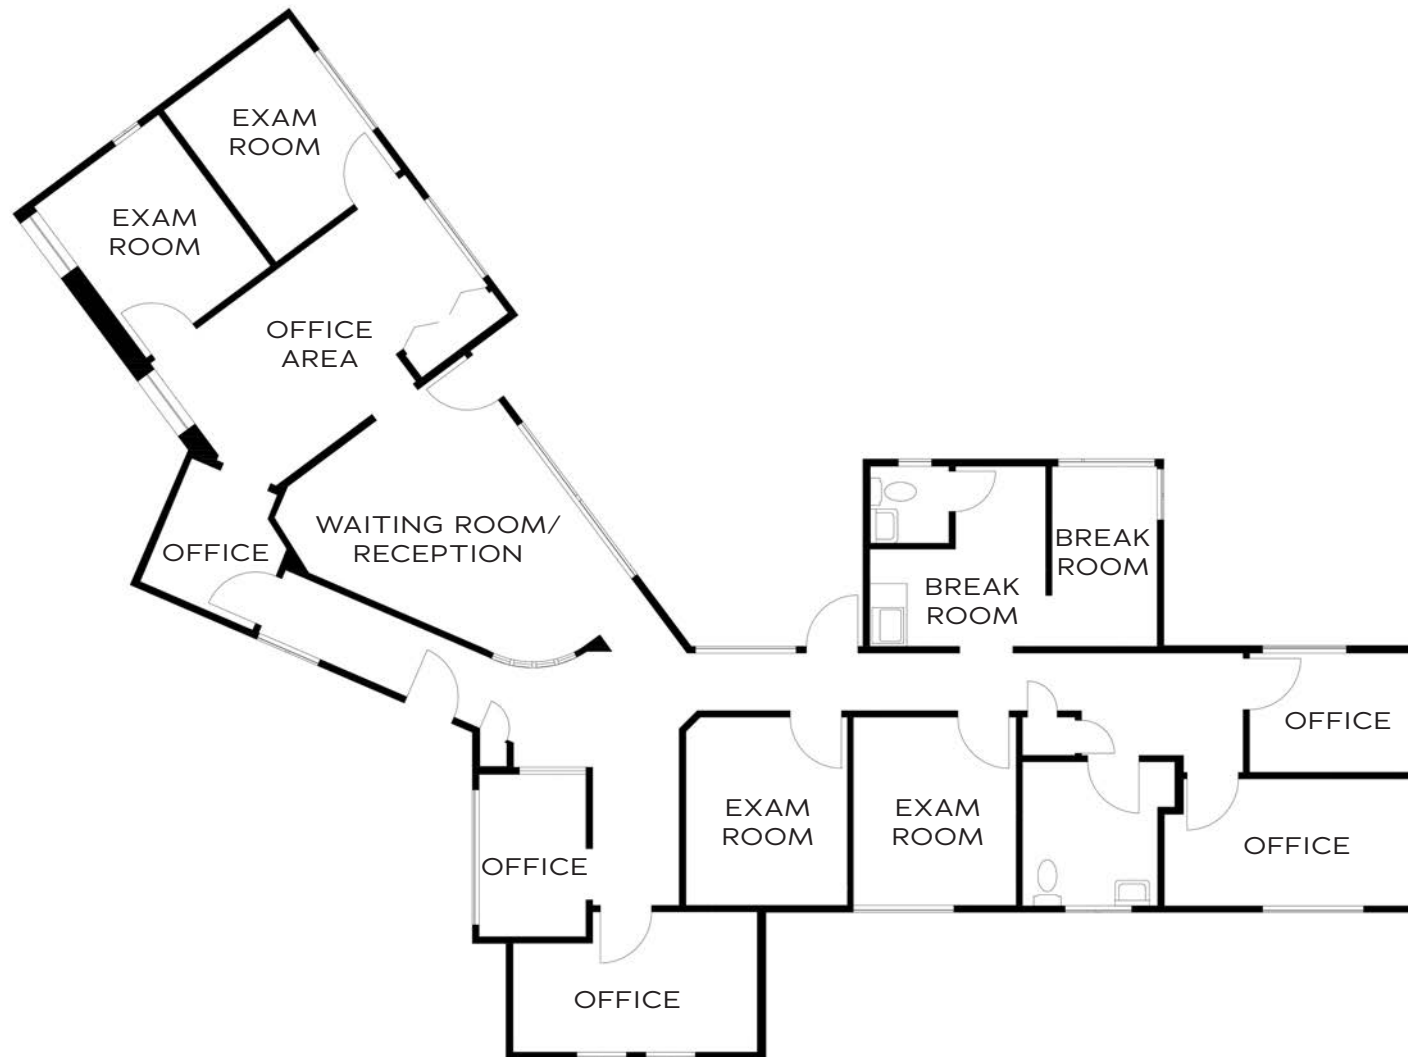 EXAM
ROOM
EXAM
ROOM
OFFICE
AREA
WAITING ROOM/
RECEPTION
OFFICE
BREAK
ROOM
BREAK
ROOM
OFFICE
EXAM
ROOM
EXAM
ROOM
OFFICE
OFFICE
OFFICE